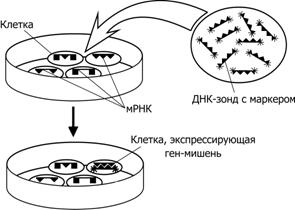 Клетка
ДНК-зонд с маркером
мРНК
Клетка, экспрессирующая
ген-мишень